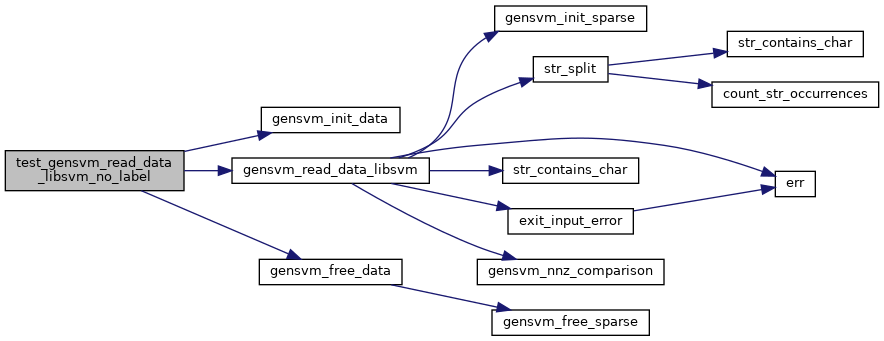 test_gensvm_read_data
_libsvm_no_label
gensvm_init_data
gensvm_read_data_libsvm
gensvm_free_data
gensvm_init_sparse
str_split
str_contains_char
exit_input_error
gensvm_nnz_comparison
gensvm_free_sparse
str_contains_char
count_str_occurrences
err